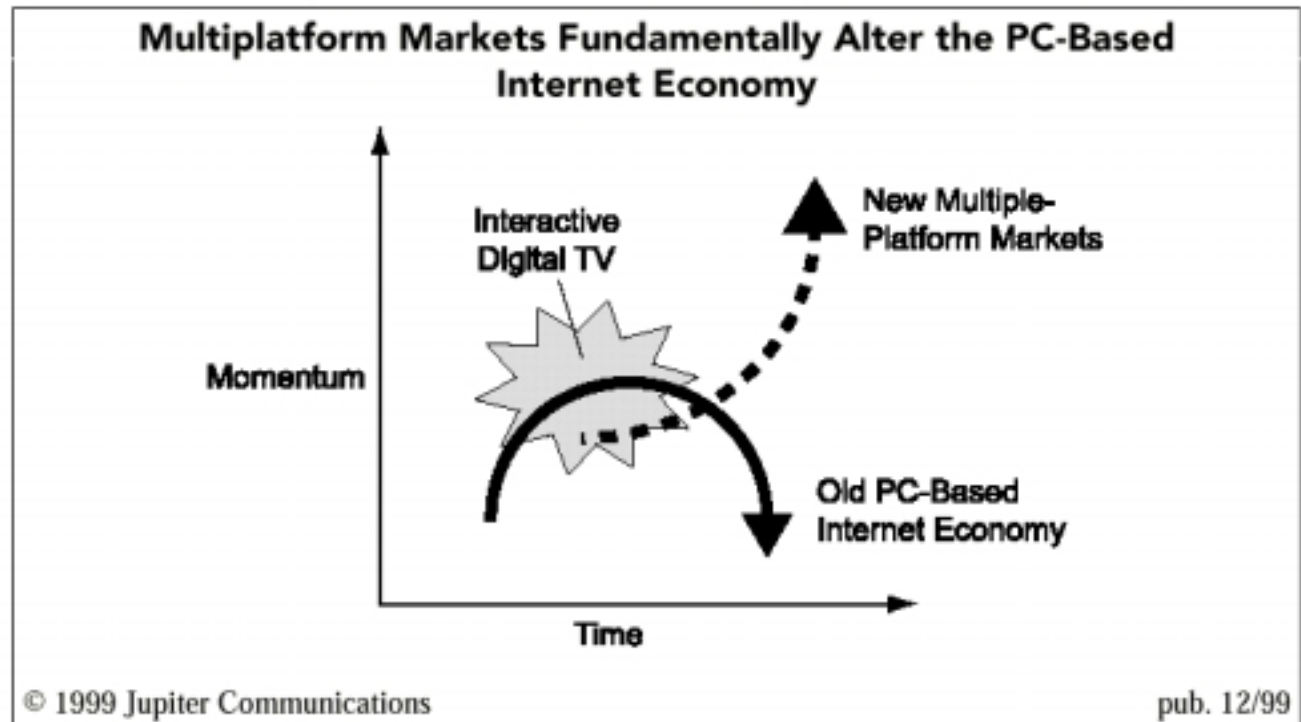 Multiplatform Markets Fundamentally Alter the PC-Based
Internet Economy
Interactive
Digital TV
New Multiple-
Platform Markets
Momentum
Old PC-Based
Internet Economy
Time
© 1999 Jupiter Communications
pub. 12/99